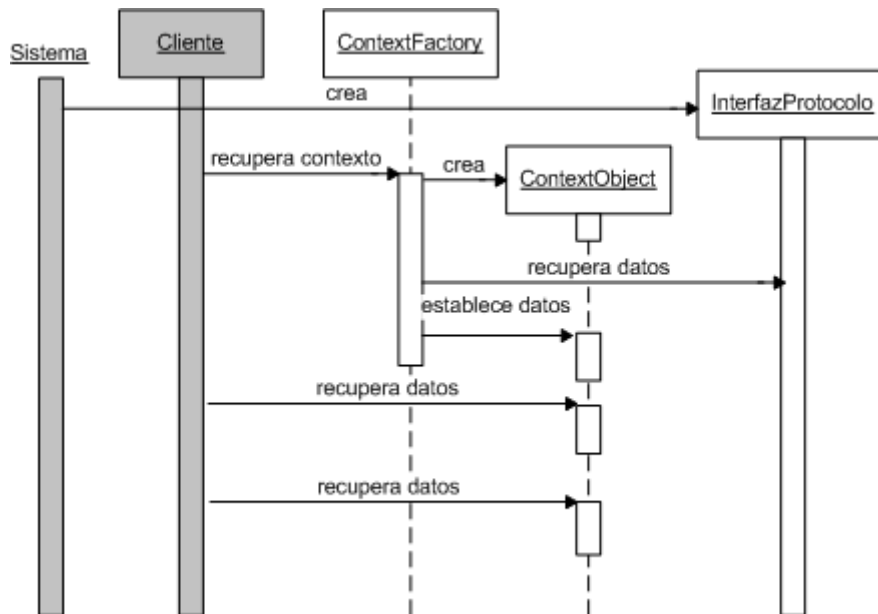 Sistema
Cliente
ContextFactory
InterfazProtocolo
crea
recupera contexto
crea
ContextObject
recupera datos
establece datos
recupera datos
recupera datos